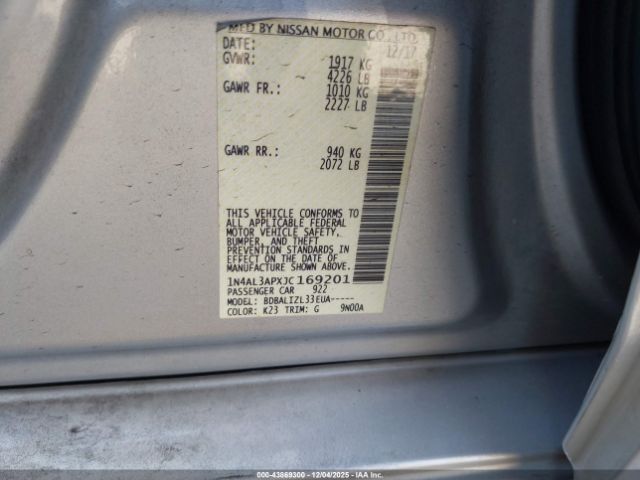 MFD BY NISSAN MOTOR CO., LTD.
DATE: 12/17
GVWR: 1917 KG
4226 LB
GAWR FR.: 1010 KG
2227 LB
GAWR RR.: 940 KG
2072 LB
THIS VEHICLE CONFORMS TO
ALL APPLICABLE FEDERAL
MOTOR VEHICLE SAFETY,
BUMPER, AND THEFT
PREVENTION STANDARDS IN
EFFECT ON THE DATE OF
MANUFACTURE SHOWN ABOVE.
1N4AL3APXJC169201
PASSENGER CAR 922
MODEL: BDBALIZL33EUA-----
COLOR: K23 TRIM: G 9N00A
000-43869300 - 12/04/2025 - IAAI.COM